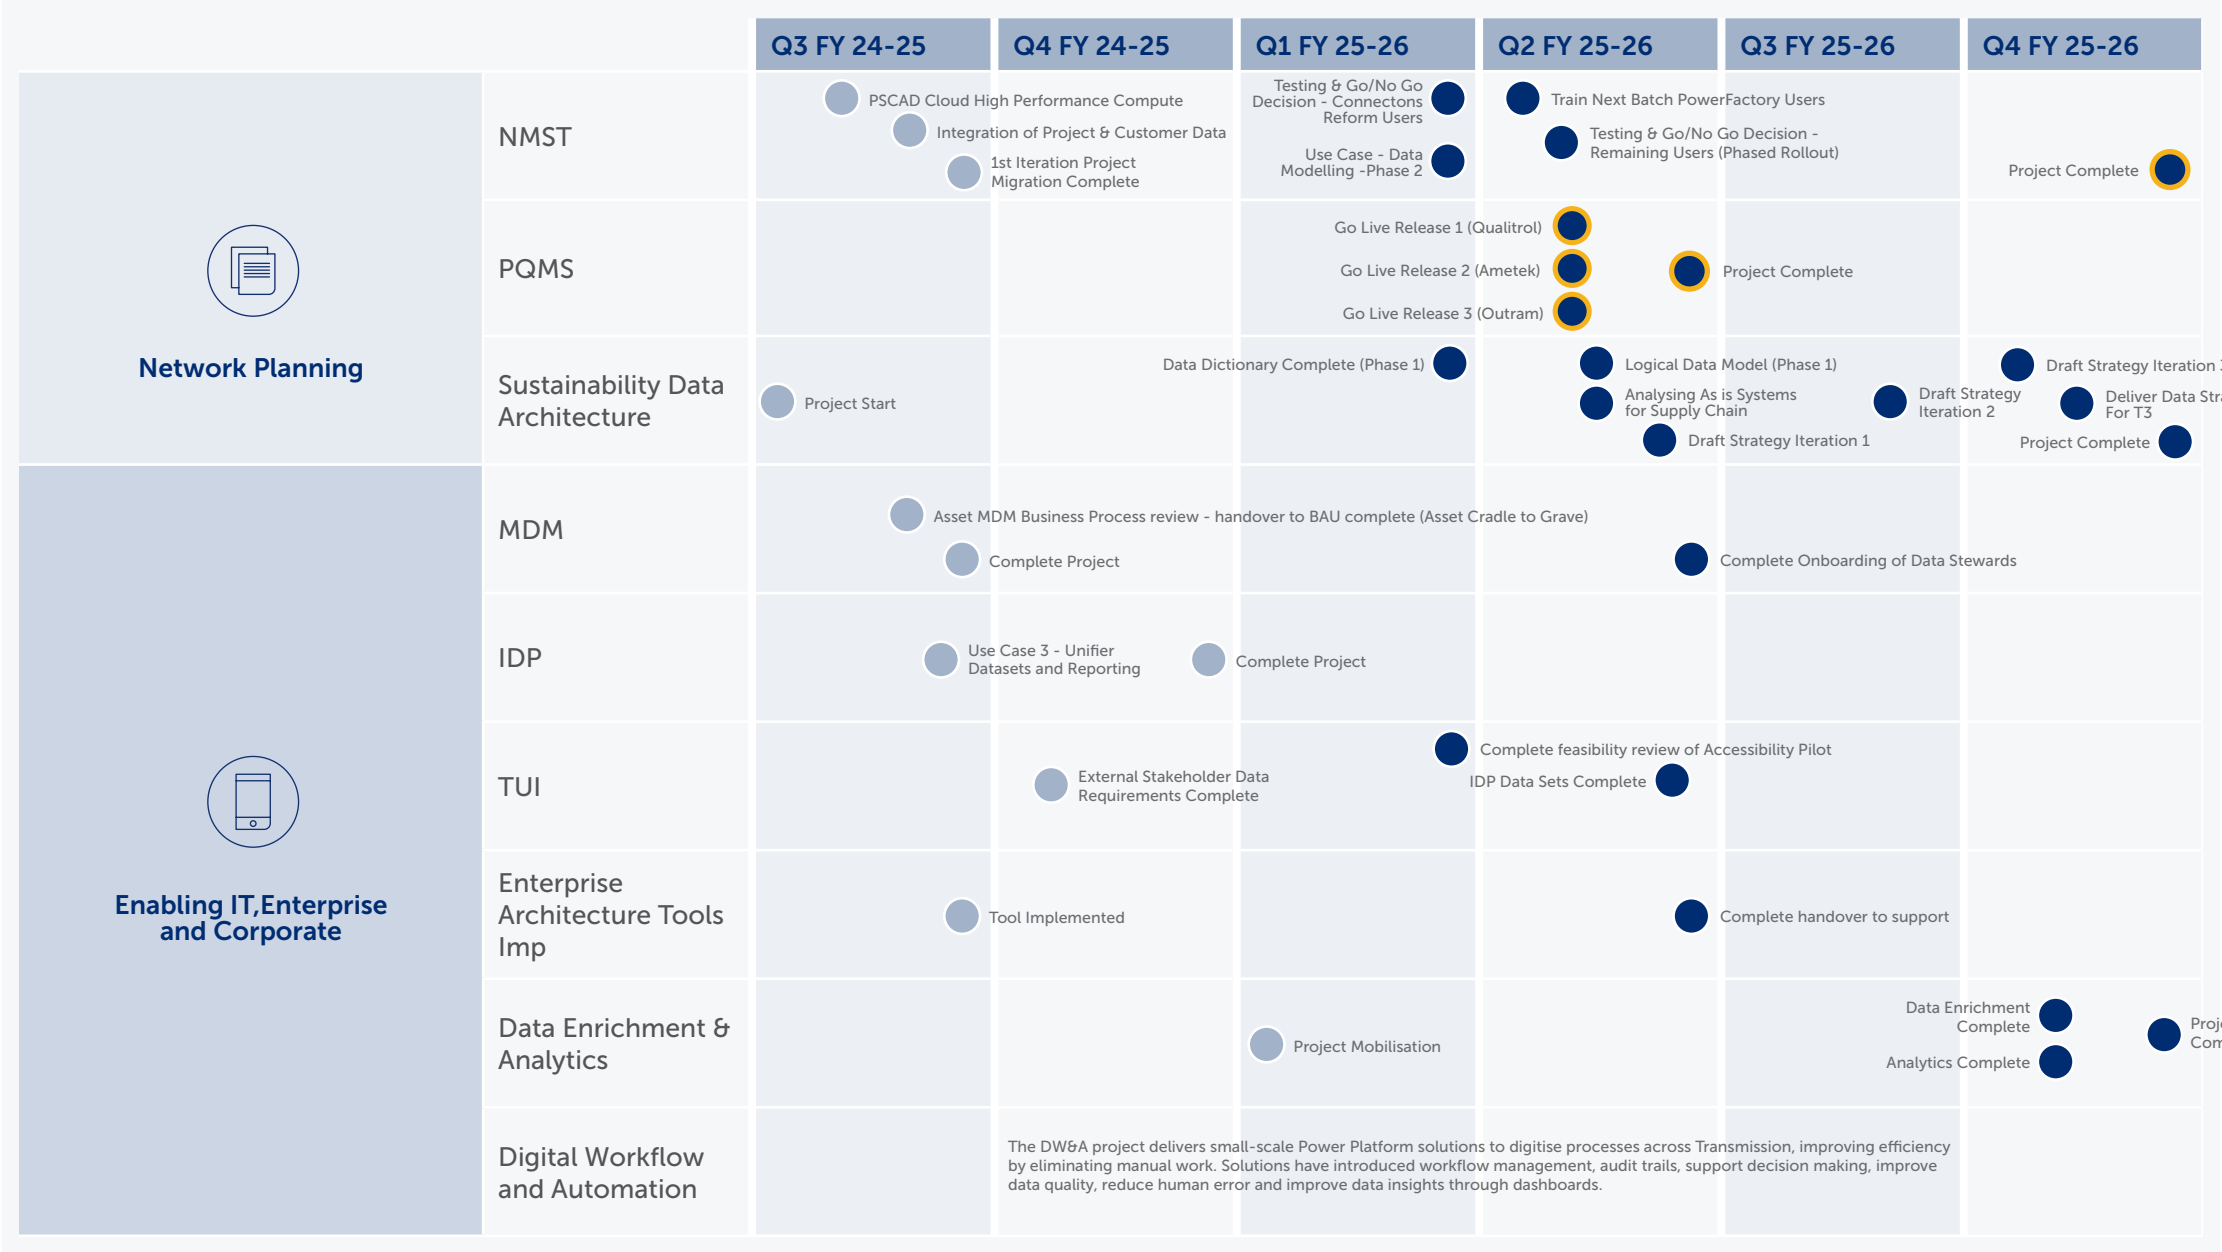 Q3 FY 24-25
Q4 FY 24-25
Q1 FY 25-26
Q2 FY 25-26
Q3 FY 25-26
Q4 FY 25-26
Network Planning
NMST
PSCAD Cloud High Performance Compute
Integration of Project & Customer Data
1st Iteration Project
Migration Complete
Testing & Go/No Go
Decision - Connectons
Reform Users
Use Case - Data
Modelling -Phase 2
Train Next Batch PowerFactory Users
Testing & Go/No Go Decision -
Remaining Users (Phased Rollout)
Project Complete
PQMS
Go Live Release 1 (Qualitrol)
Go Live Release 2 (Ametek)
Go Live Release 3 (Outram)
Project Complete
Sustainability Data
Architecture
Project Start
Data Dictionary Complete (Phase 1)
Logical Data Model (Phase 1)
Analysing As is Systems
for Supply Chain
Draft Strategy Iteration 1
Draft Strategy
Iteration 2
Draft Strategy Iteration
Deliver Data
For T3
Project Complete
Enabling IT,Enterprise
and Corporate
MDM
Asset MDM Business Process review - handover to BAU complete (Asset Cradle to Grave)
Complete Project
Complete Onboarding of Data Stewards
IDP
Use Case 3 - Unifier
Datasets and Reporting
Complete Project
TUI
External Stakeholder Data
Requirements Complete
Complete feasibility review of Accessibility Pilot
IDP Data Sets Complete
Enterprise
Architecture Tools
Imp
Tool Implemented
Complete handover to support
Data Enrichment &
Analytics
Project Mobilisation
Data Enrichment
Complete
Analytics Complete
Digital Workflow
and Automation
The DW&A project delivers small-scale Power Platform solutions to digitise processes across Transmission, improving efficiency
by eliminating manual work. Solutions have introduced workflow management, audit trails, support decision making, improve
data quality, reduce human error and improve data insights through dashboards.